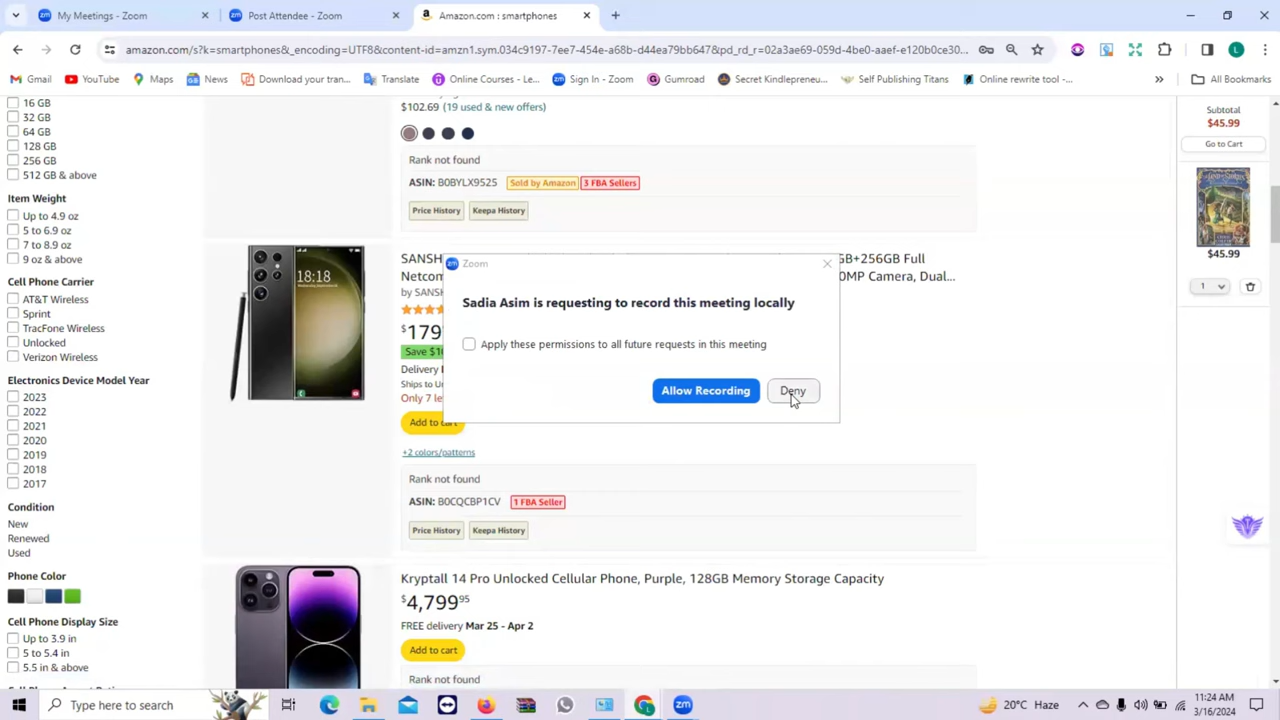 My Meetings - Zoom
Post Attendee - Zoom
Amazon.com : smartphones
amazon.com/s?k=smartphones&_encoding=UTF8&content-id=amzn1.sym.034c9197-7ee7-454e-a68b-d44ea79bb647&pd_rd_r=02a3ae69-059d-4be0-aaef-e120b0ce30...
L
Gmail
YouTube
Maps
News
Download your tran...
Translate
Online Courses - Le...
Sign In - Zoom
Gumroad
Secret Kindlepreneu...
Self Publishing Titans
Online rewrite tool -...
All Bookmarks
16 GB
32 GB
64 GB
128 GB
256 GB
512 GB & above
Item Weight
Up to 4.9 oz
5 to 6.9 oz
7 to 8.9 oz
9 oz & above
Cell Phone Carrier
AT&T Wireless
Sprint
TracFone Wireless
Unlocked
Verizon Wireless
Electronics Device Model Year
2023
2022
2021
2020
2019
2018
2017
Condition
New
Renewed
Used
Phone Color
Cell Phone Display Size
Up to 3.9 in
5 to 5.4 in
5.5 in & above
$102.69 (19 used & new offers)
Rank not found
ASIN: B0BYLX9525 Sold by Amazon 3 FBA Sellers
Price History Keepa History
18:18
SANSH
GB+256GB Full
Netcom
0MP Camera, Dual...
by SANSH
$179
Save $1
Delivery
Ships to Un
Only 7 le
Add to cart
+2 colors/patterns
Rank not found
ASIN: B0CQCBP1CV 1 FBA Seller
Price History Keepa History
Kryptall 14 Pro Unlocked Cellular Phone, Purple, 128GB Memory Storage Capacity
$4,799.95
FREE delivery Mar 25 - Apr 2
Add to cart
Rank not found
zm Zoom
Sadia Asim is requesting to record this meeting locally
Apply these permissions to all future requests in this meeting
Allow Recording
Deny
Subtotal
$45.99
Go to Cart
$45.99
1
Type here to search
20°C Haze
11:24 AM
3/16/2024